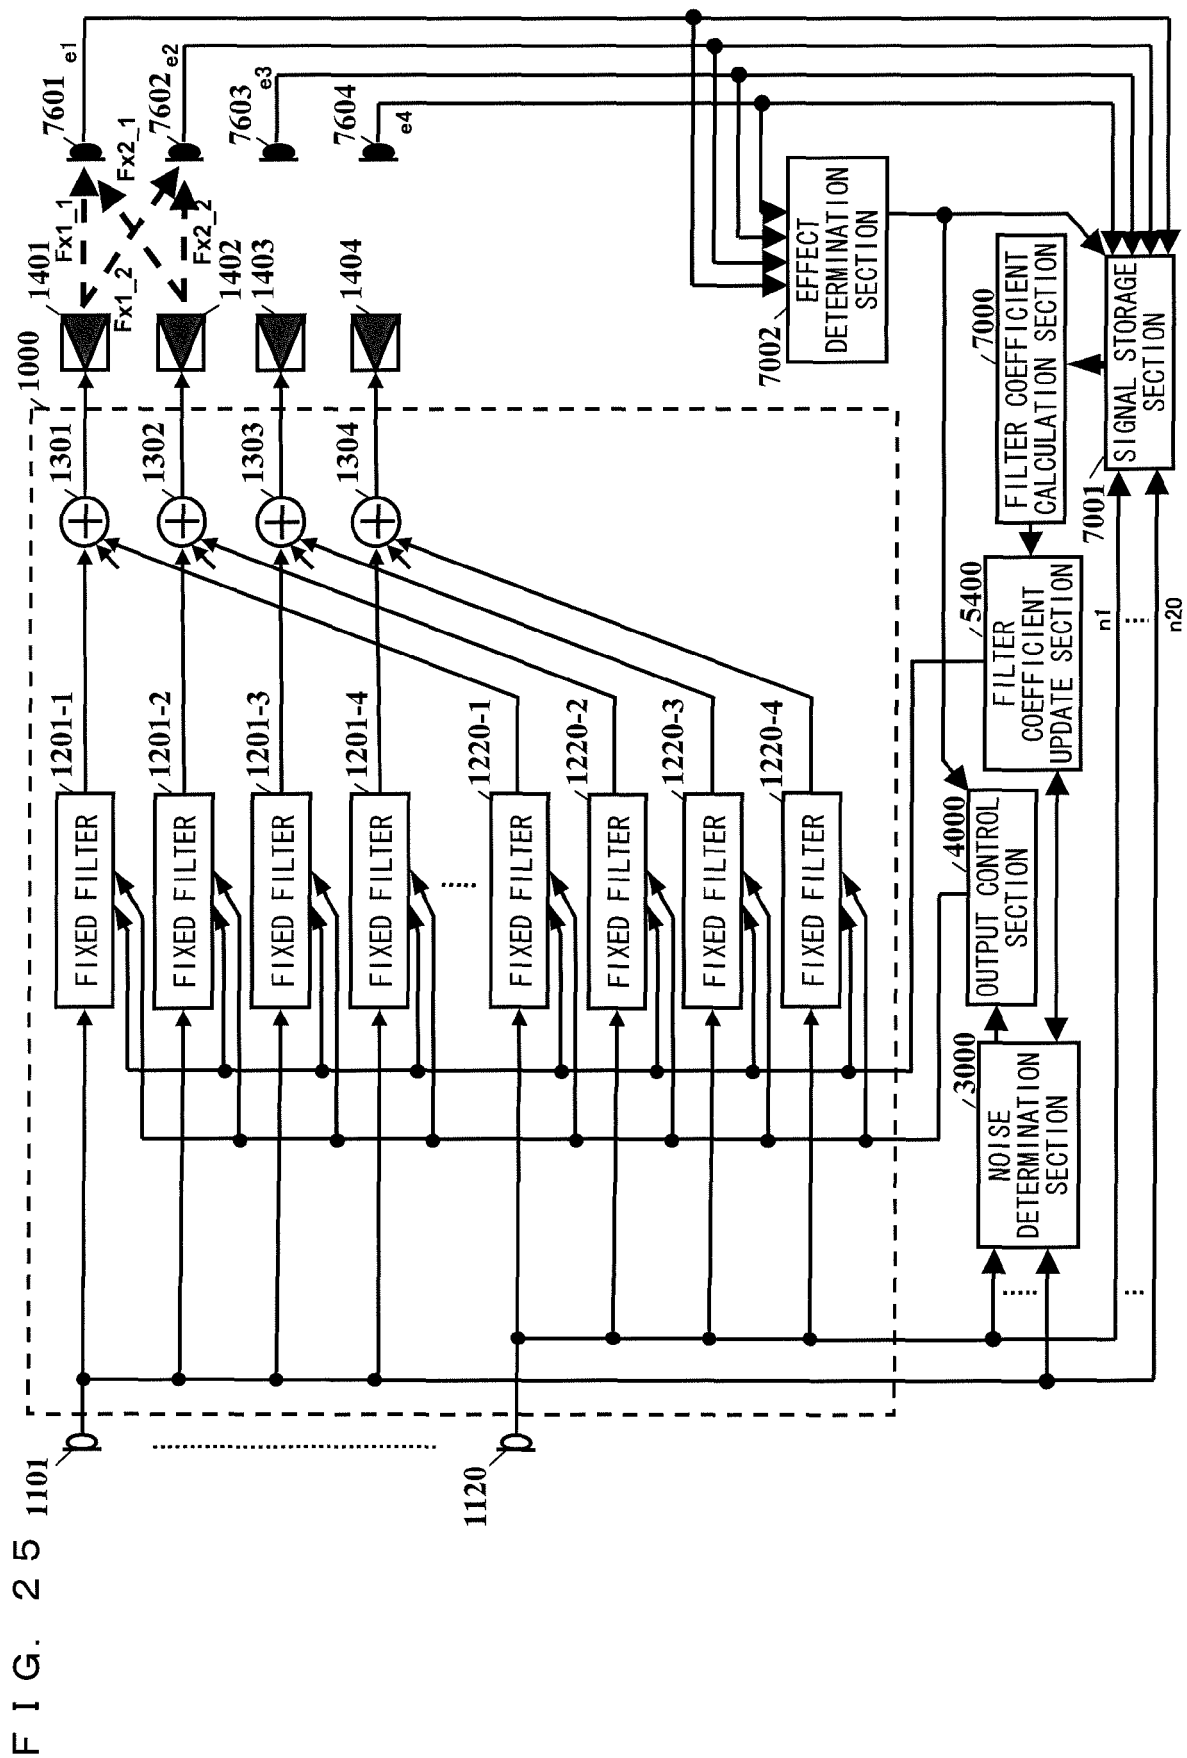 FIG. 25
1101
1120
1000
1201-1
1201-2
1201-3
1201-4
1220-1
1220-2
1220-3
1220-4
FIXED FILTER
FIXED FILTER
FIXED FILTER
FIXED FILTER
FIXED FILTER
FIXED FILTER
FIXED FILTER
FIXED FILTER
1301
1302
1303
1304
1401
1402
1403
1404
Fx1_1
Fx1_2
Fx2_1
Fx2_2
7601
7602
7603
7604
e1
e2
e3
e4
7002
EFFECT
DETERMINATION
SECTION
3000
NOISE
DETERMINATION
SECTION
4000
OUTPUT CONTROL
SECTION
5400
FILTER
COEFFICIENT
UPDATE SECTION
7000
FILTER COEFFICIENT
CALCULATION SECTION
7001
SIGNAL STORAGE
SECTION
n1
n20